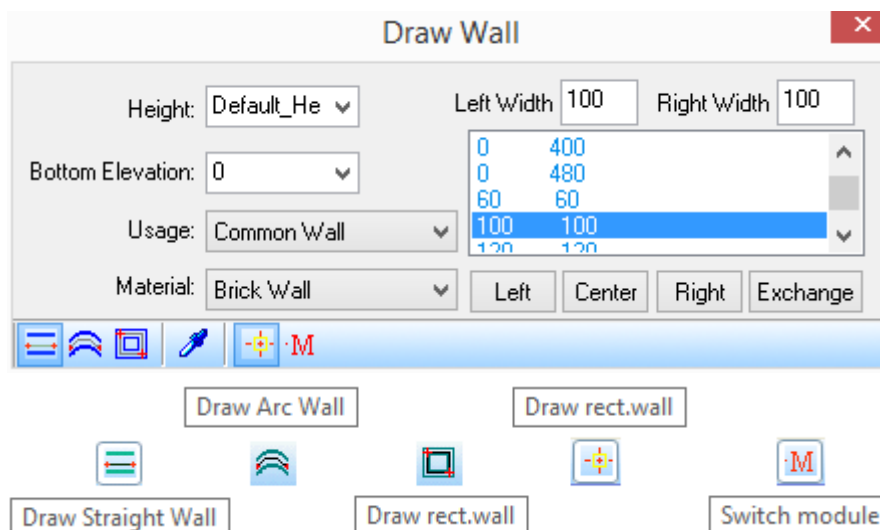 Draw Wall
Height: Default_He Left Width 100 Right Width 100
0 400
Bottom Elevation: 0 0 480
60 60
Usage: Common Wall 100 100
120 120
Material: Brick Wall Left Center Right Exchange
·M
Draw Arc Wall Draw rect.wall
·M
Draw Straight Wall Draw rect.wall Switch module